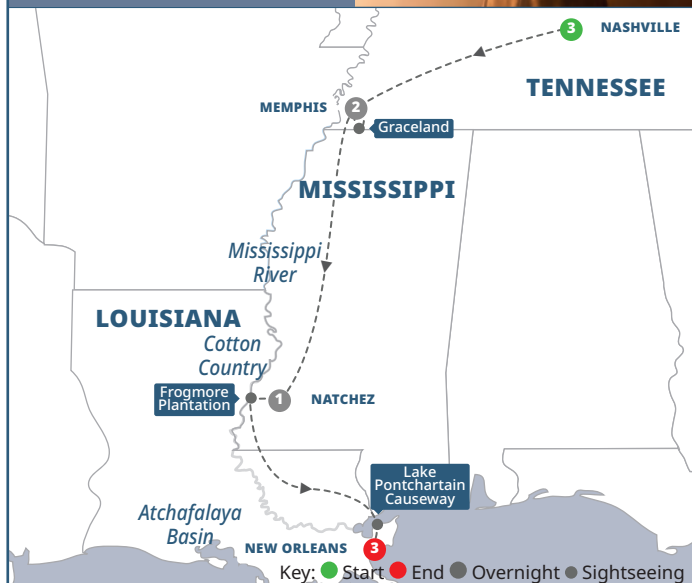 3 NASHVILLE
TENNESSEE
MEMPHIS 2
Graceland
MISSISSIPPI
Mississippi
River
LOUISIANA
Cotton
Country
Frogmore
Plantation
1 NATCHEZ
Lake
Pontchartain
Causeway
Atchafalaya
Basin
NEW ORLEANS 3
Key: Start End Overnight Sightseeing